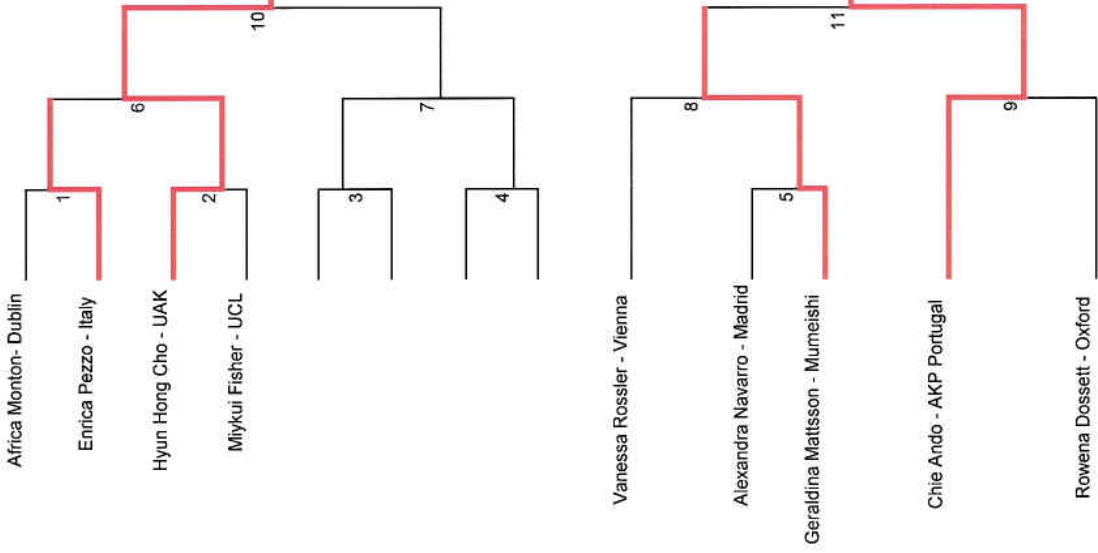 Africa Monton- Dublin
Enrica Pezzo - Italy
Hyun Hong Cho - UAK
Miykui Fisher - UCL
1
2
3
4
6
7
10
Vanessa Rossler - Vienna
Alexandra Navarro - Madrid
Geraldina Mattsson - Mumeishi
Chie Ando - AKP Portugal
Rowena Dossett - Oxford
5
8
9
11